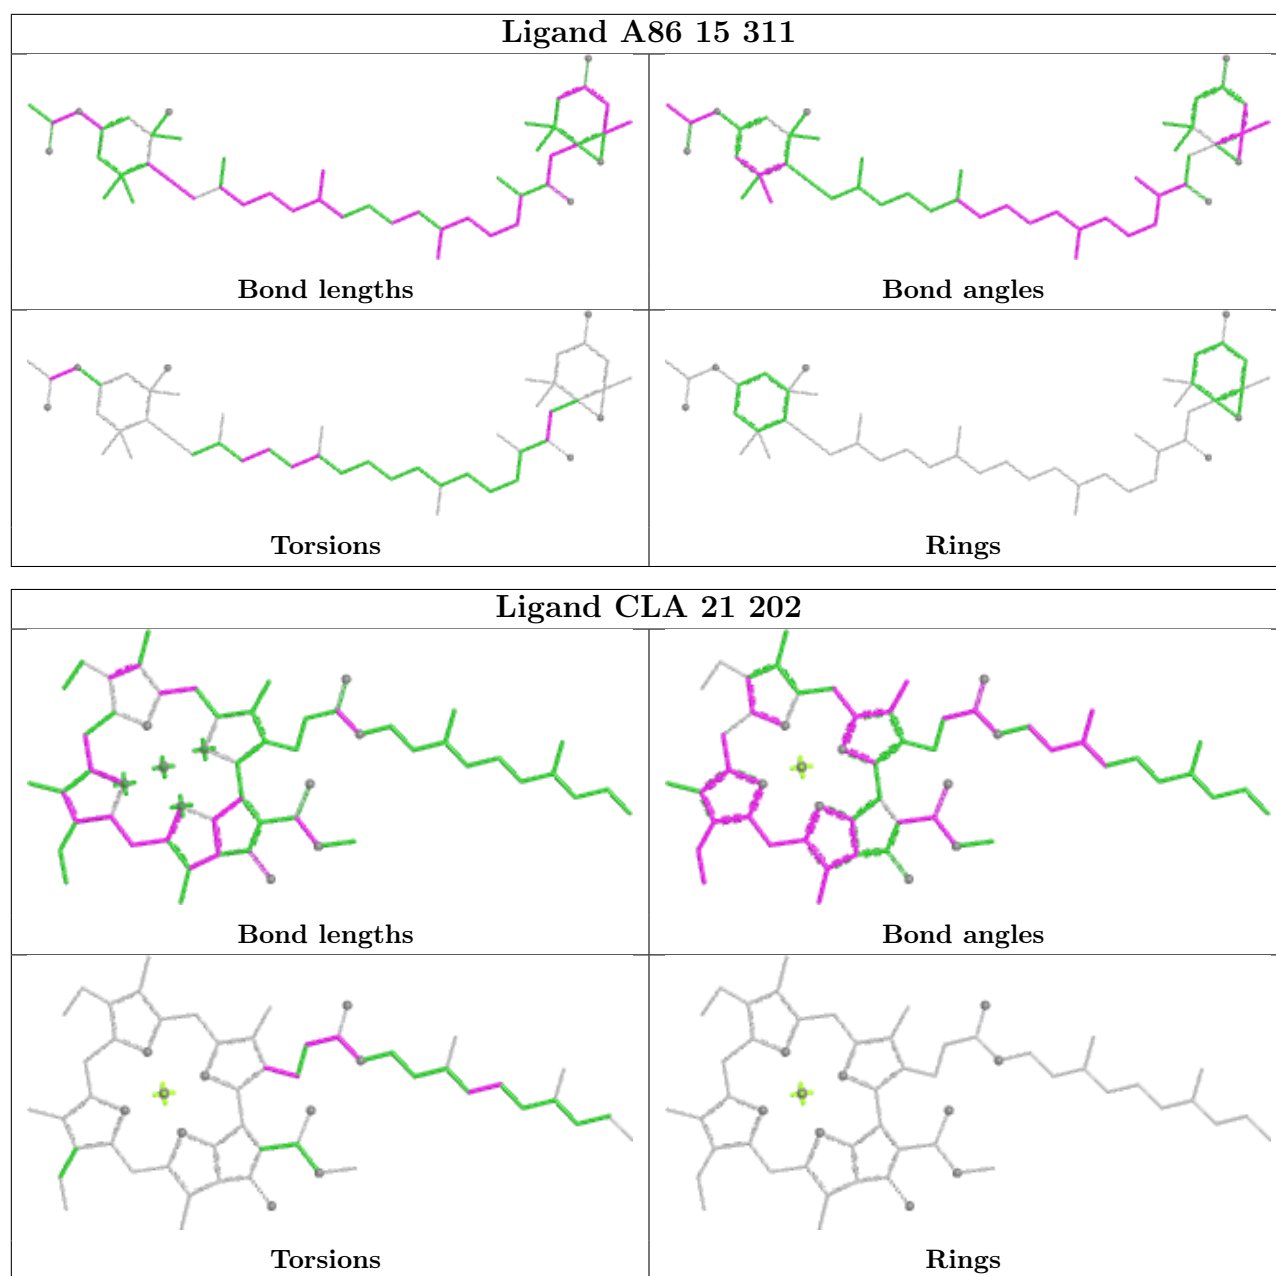 Ligand A86 15 311
Bond lengths
Bond angles
Torsions
Rings
Ligand CLA 21 202
Bond lengths
Bond angles
Torsions
Rings